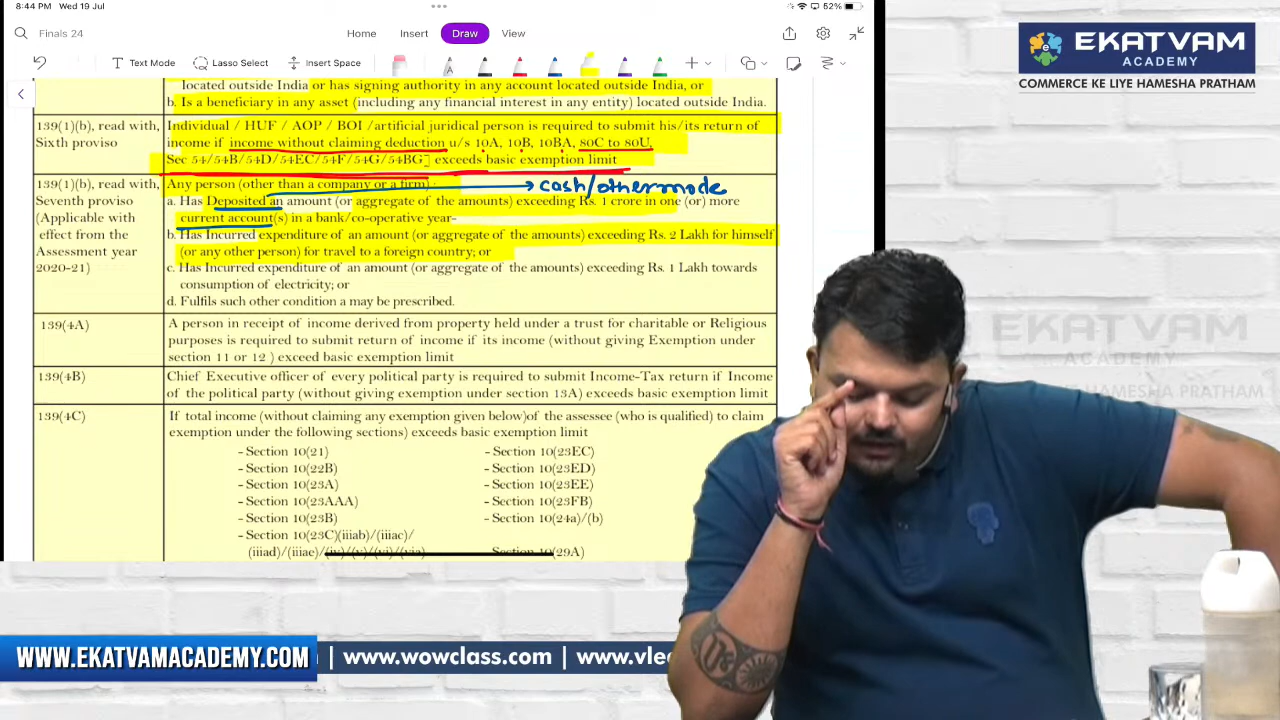 8:44 PM Wed 19 Jul
52%
Finals 24
Home Insert Draw View
Text Mode Lasso Select Insert Space
EKATVAM
ACADEMY
COMMERCE KE LIYE HAMESHA PRATHAM
located outside India or has signing authority in any account located outside India, or
b. Is a beneficiary in any asset (including any financial interest in any entity) located outside India.
139(1)(b), read with, Sixth proviso
Individual / HUF / AOP / BOI /artificial juridical person is required to submit his/its return of
income if income without claiming deduction u/s 10A, 10B, 10BA, 80C to 80U,
Sec 54/54B/54D/54EC/54F/54G/54BG] exceeds basic exemption limit
139(1)(b), read with,
Seventh proviso
(Applicable with
effect from the
Assessment year
2020-21)
Any person (other than a company or a firm) :
cash/other mode
a. Has Deposited an amount (or aggregate of the amounts) exceeding Rs. 1 crore in one (or) more
current account(s) in a bank/co-operative year-
b. Has Incurred expenditure of an amount (or aggregate of the amounts) exceeding Rs. 2 Lakh for himself
(or any other person) for travel to a foreign country; or
c. Has Incurred expenditure of an amount (or aggregate of the amounts) exceeding Rs. 1 Lakh towards
consumption of electricity; or
d. Fulfils such other condition a may be prescribed.
139(4A)
A person in receipt of income derived from property held under a trust for charitable or Religious
purposes is required to submit return of income if its income (without giving Exemption under
section 11 or 12 ) exceed basic exemption limit
139(4B)
Chief Executive officer of every political party is required to submit Income-Tax return if Income
of the political party (without giving exemption under section 13A) exceeds basic exemption limit
139(4C)
If total income (without claiming any exemption given below)of the assessee (who is qualified) to claim
exemption under the following sections) exceeds basic exemption limit
- Section 10(21)
- Section 10(22B)
- Section 10(23A)
- Section 10(23AAA)
- Section 10(23B)
- Section 10(23C)(iiiab)/(iiiac)/
(iiiad)/(iiiae)/(iv)/(v)/(vi)/(via)
- Section 10(23EC)
- Section 10(23ED)
- Section 10(23EE)
- Section 10(23FB)
- Section 10(24a)/(b)
Section 10(29A)
EKATVAM
ACADEMY
HAMESHA PRATHAM
WWW.EKATVAMACADEMY.COM | www.wowclass.com | www.vle